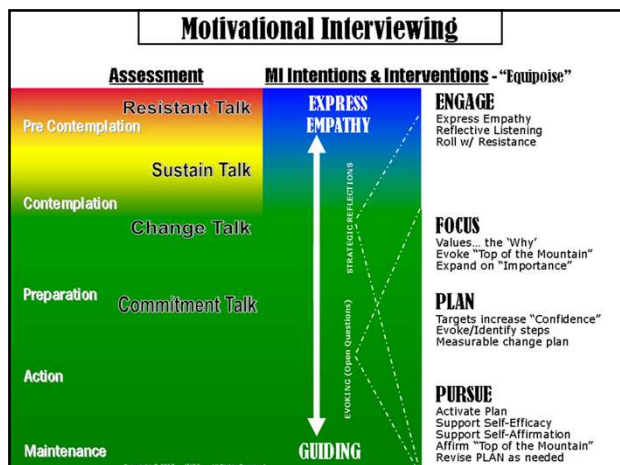 Motivational Interviewing
Assessment
MI Intentions & Interventions - “Equipoise”
Resistant Talk
Pre Contemplation
Sustain Talk
Contemplation
Change Talk
Preparation
Commitment Talk
Action
Maintenance
EXPRESS
EMPATHY
STRATEGIC REFLECTIONS
EVOKING (Open Questions)
GUIDING
ENGAGE
Express Empathy
Reflective Listening
Roll w/ Resistance
FOCUS
Values... the ‘Why’
Evoke “Top of the Mountain”
Expand on “Importance”
PLAN
Targets increase “Confidence”
Evoke/Identify steps
Measurable change plan
PURSUE
Activate Plan
Support Self-Efficacy
Support Self-Affirmation
Affirm “Top of the Mountain”
Revise PLAN as needed